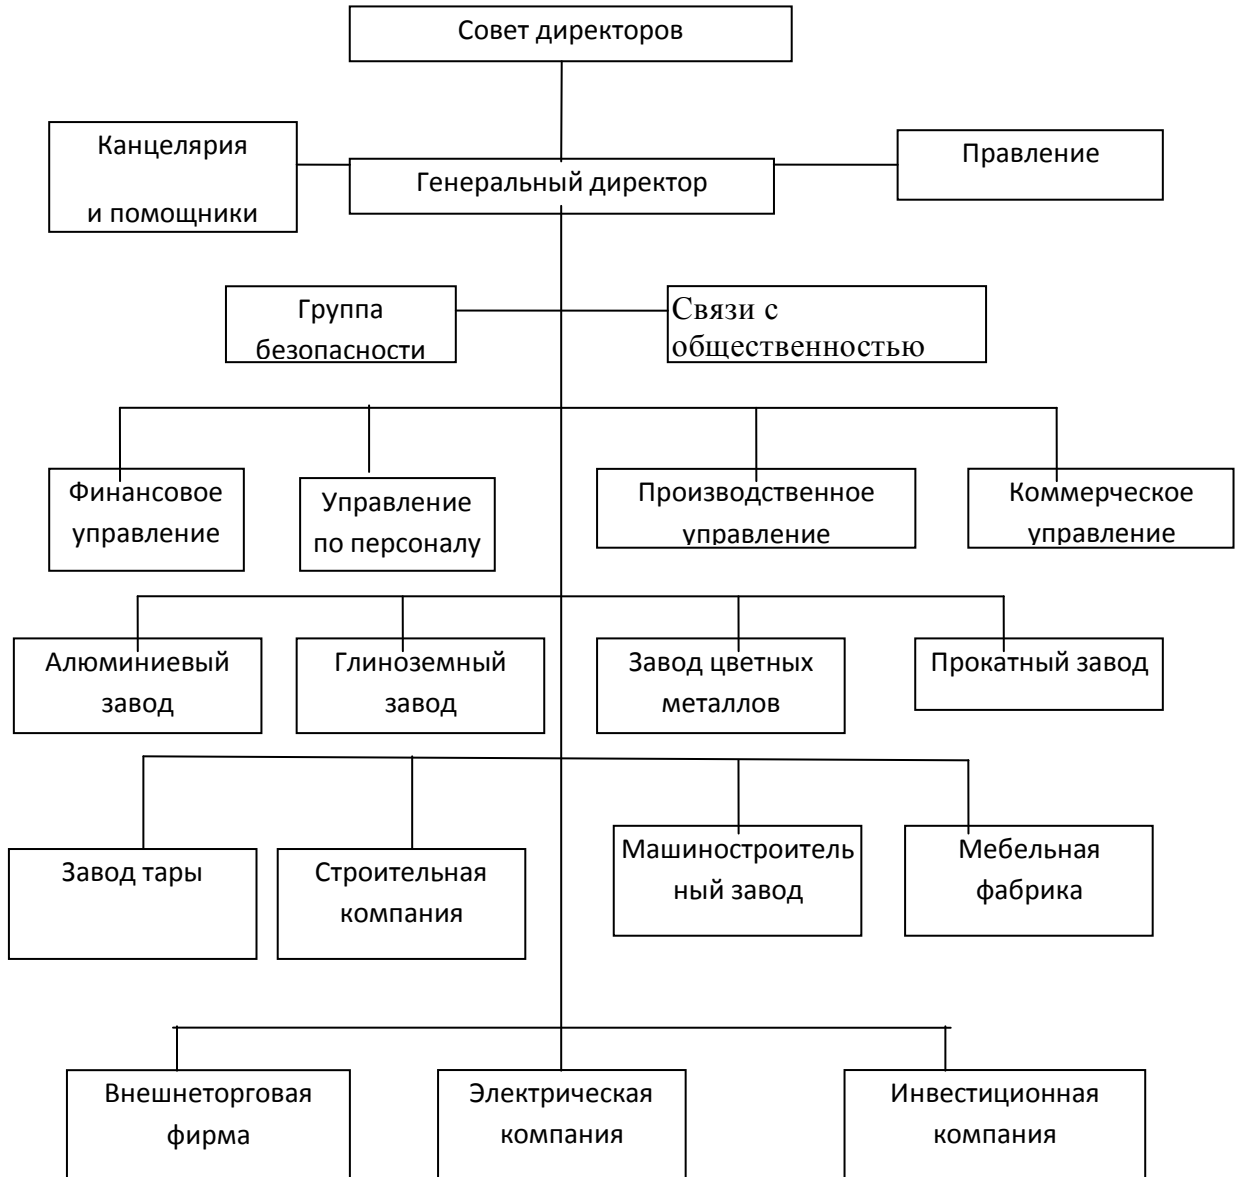 Совет директоров
Канцелярия
и помощники
Генеральный директор
Правление
Группа
безопасности
Связи с
общественностью
Финансовое
управление
Управление
по персоналу
Производственное
управление
Коммерческое
управление
Алюминиевый
завод
Глиноземный
завод
Завод цветных
металлов
Прокатный завод
Завод тары
Строительная
компания
Машиностроитель
ный завод
Мебельная
фабрика
Внешнеторговая
фирма
Электрическая
компания
Инвестиционная
компания